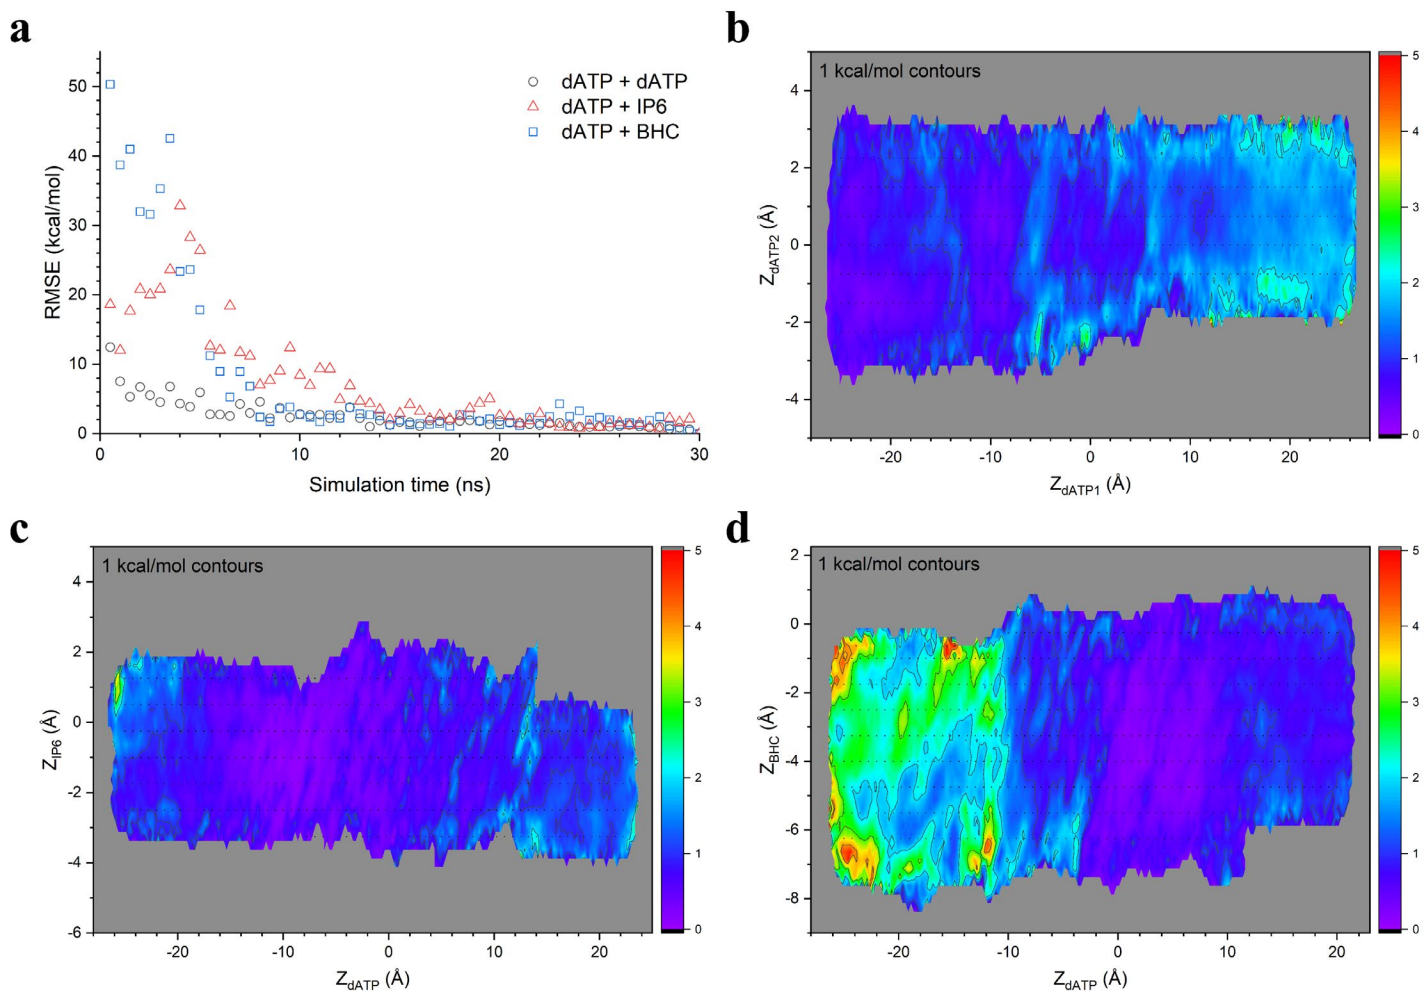 a
RMSE (kcal/mol)
50
40
30
20
10
0
0 10 20 30
Simulation time (ns)
dATP + dATP
dATP + IP6
dATP + BHC
b
1 kcal/mol contours
Z_dATP2 (Å)
4
2
0
-2
-4
-20 -10 0 10 20
Z_dATP1 (Å)
5
4
3
2
1
0
c
1 kcal/mol contours
Z_IP6 (Å)
4
2
0
-2
-4
-6
-20 -10 0 10 20
Z_dATP (Å)
5
4
3
2
1
0
d
1 kcal/mol contours
Z_BHC (Å)
2
0
-2
-4
-6
-8
-20 -10 0 10 20
Z_dATP (Å)
5
4
3
2
1
0